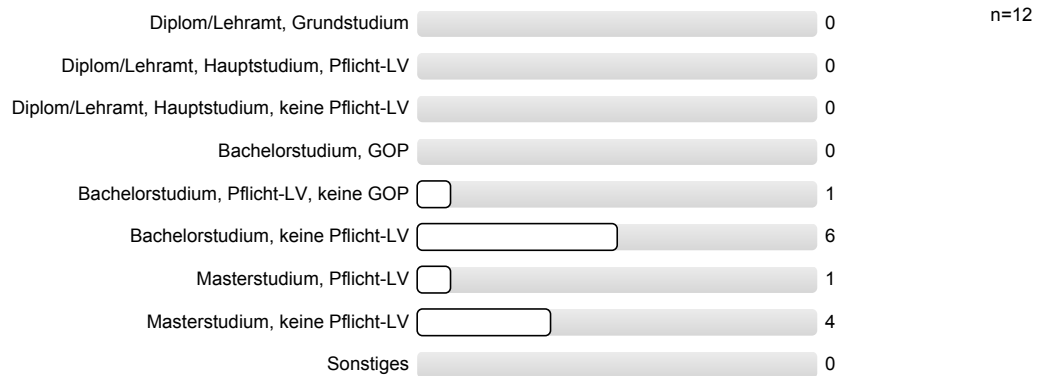 Diplom/Lehramt, Grundstudium 0 n=12
Diplom/Lehramt, Hauptstudium, Pflicht-LV 0
Diplom/Lehramt, Hauptstudium, keine Pflicht-LV 0
Bachelorstudium, GOP 0
Bachelorstudium, Pflicht-LV, keine GOP 1
Bachelorstudium, keine Pflicht-LV 6
Masterstudium, Pflicht-LV 1
Masterstudium, keine Pflicht-LV 4
Sonstiges 0